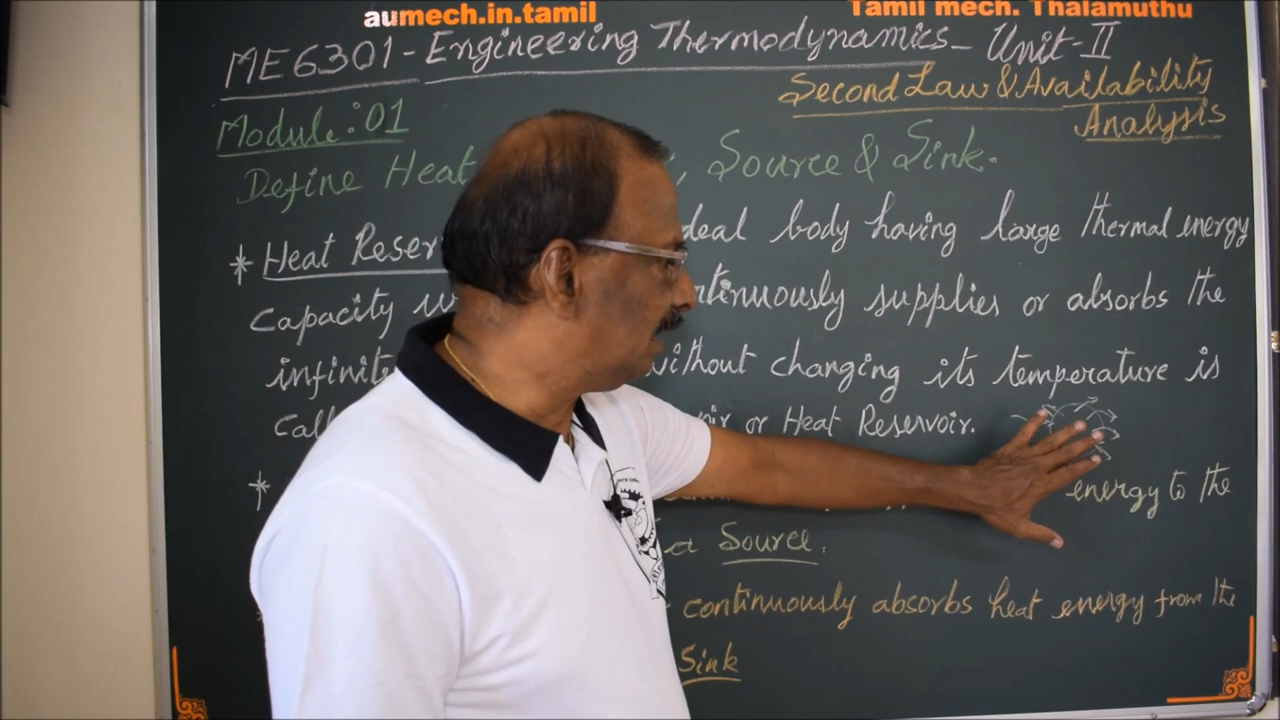 aumech.in.tamil
Tamil mech. Thalamuthu
ME6301-Engineering Thermodynamics- Unit-II
Second Law & Availability
Analysis
Module:01
Define Heat , Source & Sink.
* Heat Reser deal body having large thermal energy
capacity continuously supplies or absorbs the
infinite without changing its temperature is
Call or Heat Reservoir.
* energy to the
a Source.
continuously absorbs heat energy from the
Sink